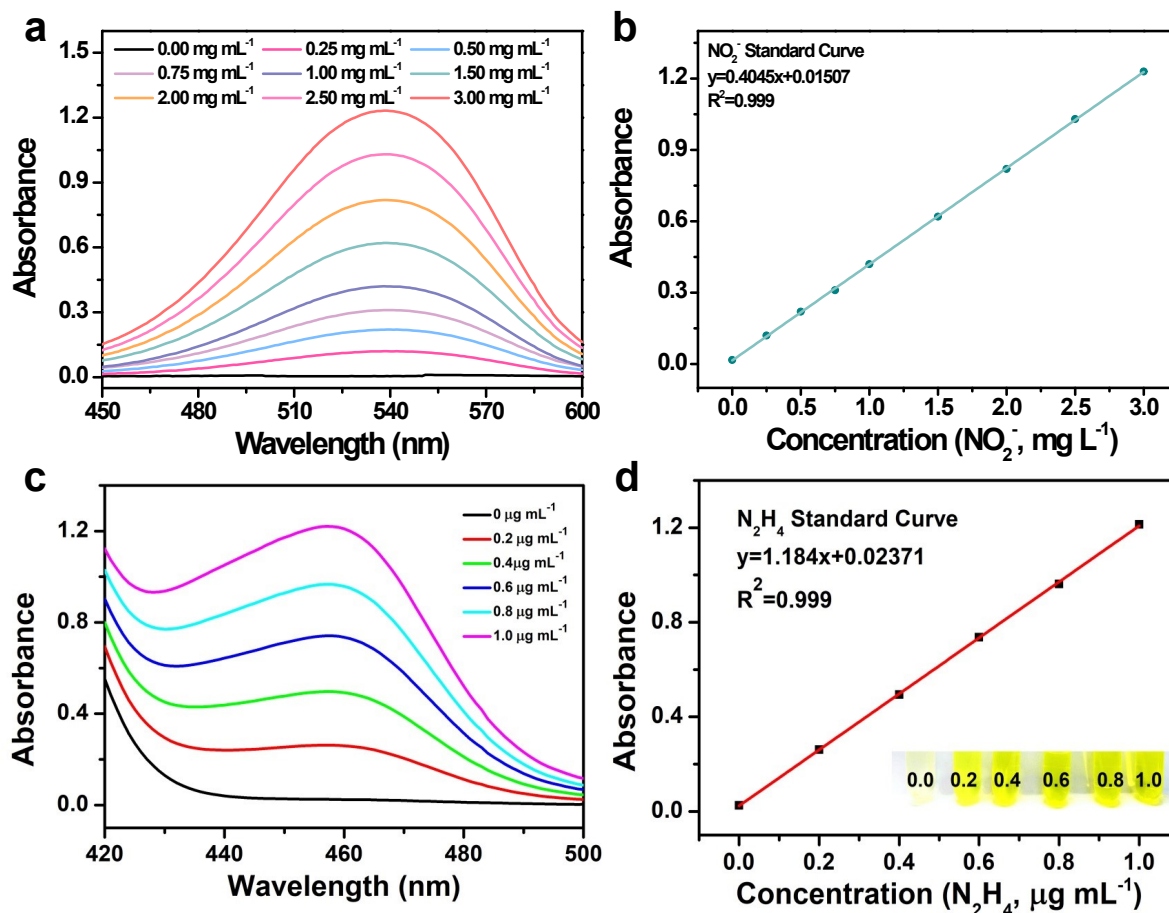 a
1.5
1.2
0.9
0.6
0.3
0.0
Absorbance
0.00 mg mL⁻¹ 0.25 mg mL⁻¹ 0.50 mg mL⁻¹
0.75 mg mL⁻¹ 1.00 mg mL⁻¹ 1.50 mg mL⁻¹
2.00 mg mL⁻¹ 2.50 mg mL⁻¹ 3.00 mg mL⁻¹
450 480 510 540 570 600
Wavelength (nm)
b
NO₂⁻ Standard Curve
y=0.4045x+0.01507
R²=0.999
1.2
0.9
0.6
0.3
0.0
Absorbance
0.0 0.5 1.0 1.5 2.0 2.5 3.0
Concentration (NO₂⁻, mg L⁻¹)
c
1.2
0.8
0.4
0.0
Absorbance
0 μg mL⁻¹
0.2 μg mL⁻¹
0.4μg mL⁻¹
0.6 μg mL⁻¹
0.8 μg mL⁻¹
1.0 μg mL⁻¹
420 440 460 480 500
Wavelength (nm)
d
N₂H₄ Standard Curve
y=1.184x+0.02371
R²=0.999
1.2
0.8
0.4
0.0
Absorbance
0.0 0.2 0.4 0.6 0.8 1.0
0.0 0.2 0.4 0.6 0.8 1.0
Concentration (N₂H₄, μg mL⁻¹)